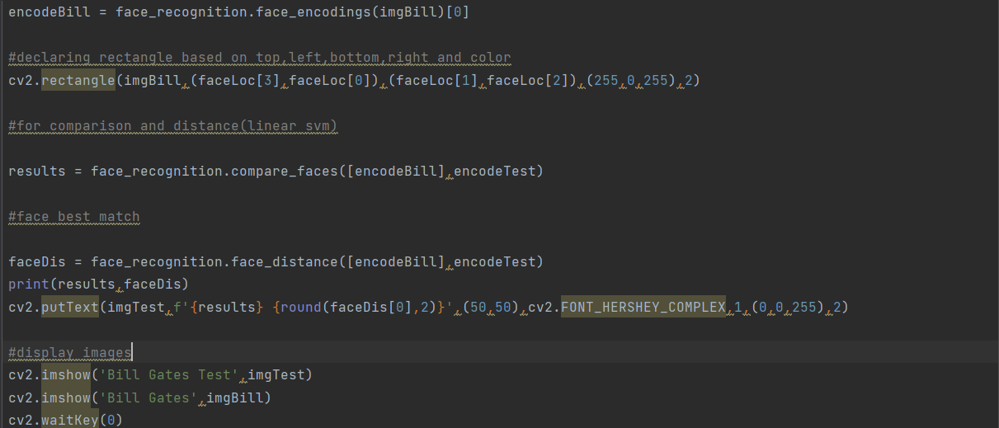 encodeBill = face_recognition.face_encodings(imgBill)[0]
#declaring rectangle based on top,left,bottom,right and color
cv2.rectangle(imgBill,(faceLoc[3],faceLoc[0]),(faceLoc[1],faceLoc[2]),(255,0,255),2)
#for comparison and distance(linear svm)
results = face_recognition.compare_faces([encodeBill],encodeTest)
#face best match
faceDis = face_recognition.face_distance([encodeBill],encodeTest)
print(results,faceDis)
cv2.putText(imgTest,f'{results} {round(faceDis[0],2)}',(50,50),cv2.FONT_HERSHEY_COMPLEX,1,(0,0,255),2)
#display images
cv2.imshow('Bill Gates Test',imgTest)
cv2.imshow('Bill Gates',imgBill)
cv2.waitKey(0)